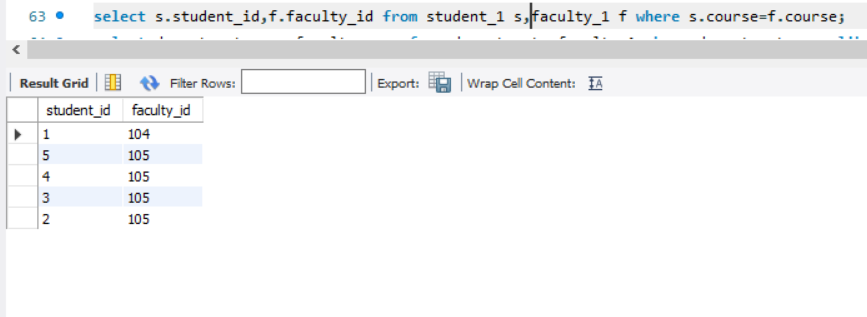 63 select s.student_id,f.faculty_id from student_1 s,faculty_1 f where s.course=f.course;
Result Grid Filter Rows: Export: Wrap Cell Content: IA
student_id faculty_id
1 104
5 105
4 105
3 105
2 105